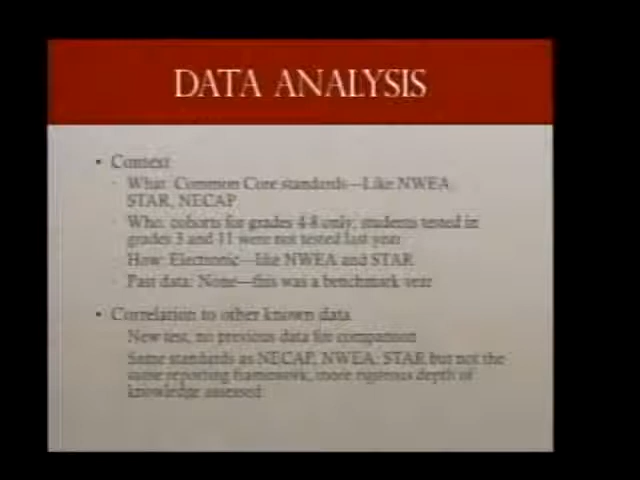 DATA ANALYSIS
• Context
What: Common Core standards—Like NWEA,
STAR, NECAP
Who: cohorts for grades 4-8 only; students tested in
grades 3 and 11 were not tested last year
How: Electronic—like NWEA and STAR
Past data: None—this was a benchmark year
• Correlation to other known data
New test, no previous data for comparison
Same standards as NECAP, NWEA, STAR but not the
same reporting framework, more rigorous depth of
knowledge assessed